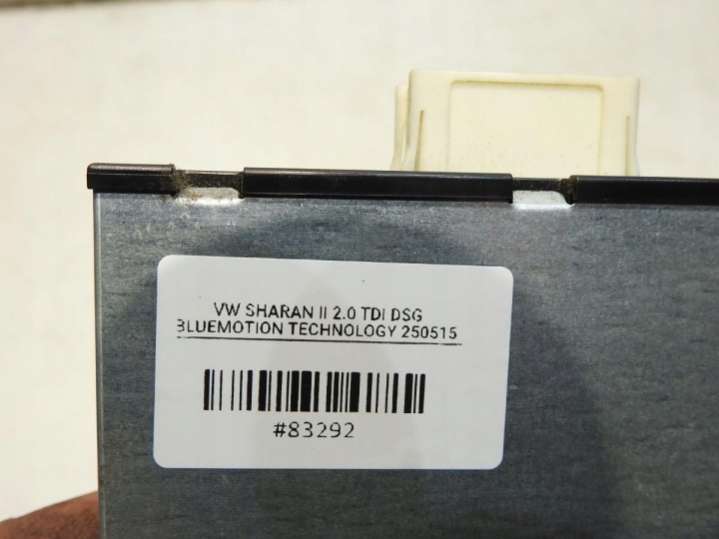 VW SHARAN II 2.0 TDI DSG
BLUEMOTION TECHNOLOGY 250515
#83292